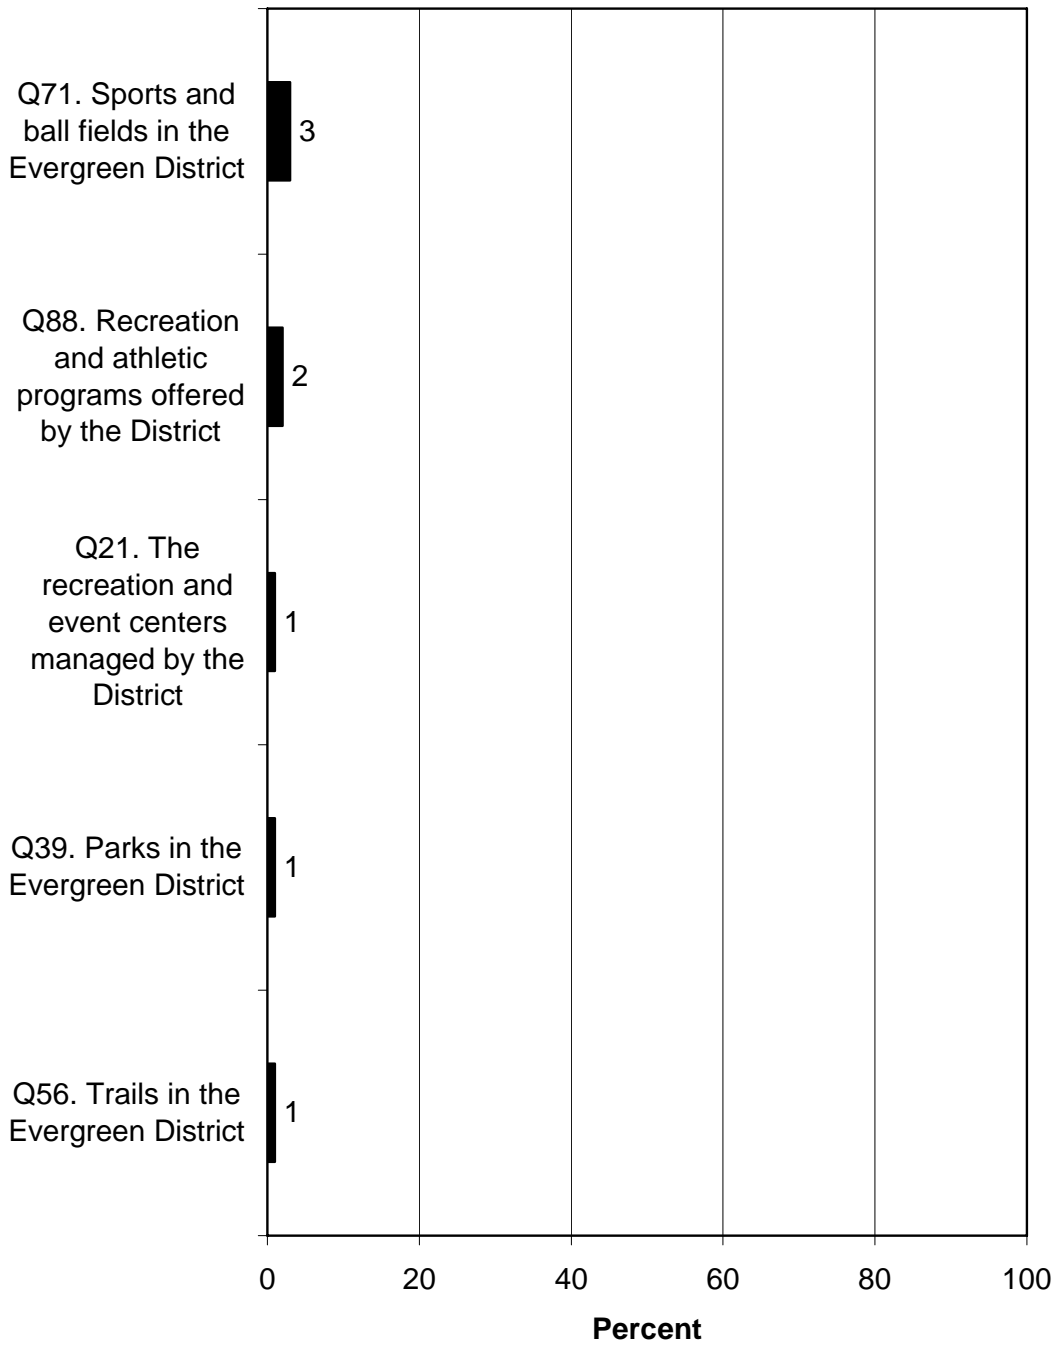 Q71. Sports and
ball fields in the
Evergreen District
3
Q88. Recreation
and athletic
programs offered
by the District
2
Q21. The
recreation and
event centers
managed by the
District
1
Q39. Parks in the
Evergreen District
1
Q56. Trails in the
Evergreen District
1
0 20 40 60 80 100
Percent